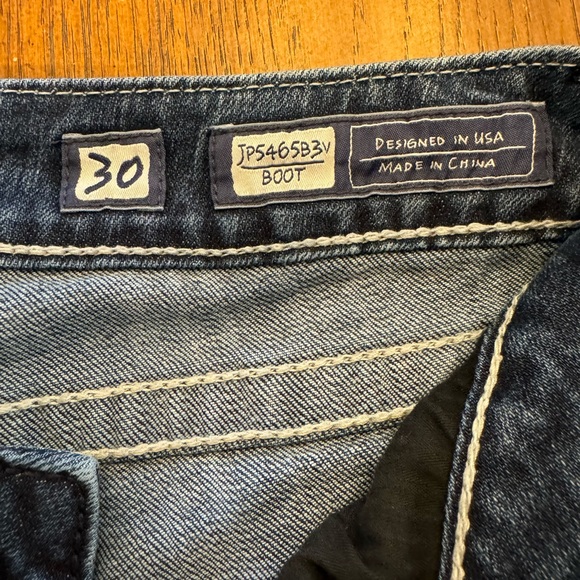 30
JP5465B3V
BOOT
DESIGNED IN USA
MADE IN CHINA